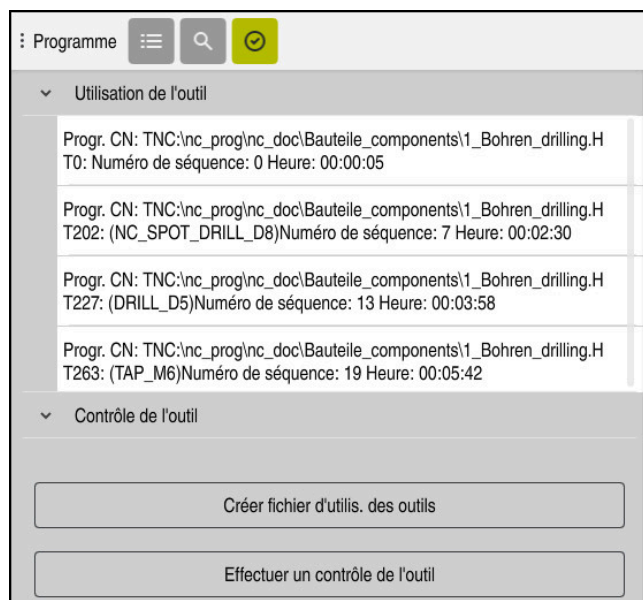 Programme
Utilisation de l'outil
Progr. CN: TNC:\nc_prog\nc_doc\Bauteile_components\1_Bohren_drilling.H
T0: Numéro de séquence: 0 Heure: 00:00:05
Progr. CN: TNC:\nc_prog\nc_doc\Bauteile_components\1_Bohren_drilling.H
T202: (NC_SPOT_DRILL_D8)Numéro de séquence: 7 Heure: 00:02:30
Progr. CN: TNC:\nc_prog\nc_doc\Bauteile_components\1_Bohren_drilling.H
T227: (DRILL_D5)Numéro de séquence: 13 Heure: 00:03:58
Progr. CN: TNC:\nc_prog\nc_doc\Bauteile_components\1_Bohren_drilling.H
T263: (TAP_M6)Numéro de séquence: 19 Heure: 00:05:42
Contrôle de l'outil
Créer fichier d'utilis. des outils
Effectuer un contrôle de l'outil